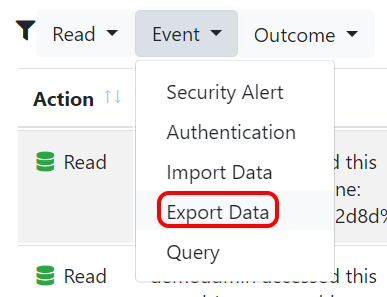 Read Event Outcome
Action
Security Alert
Authentication
Import Data
Export Data
Query
Read this
ne:
2d8d%
Read accessed this